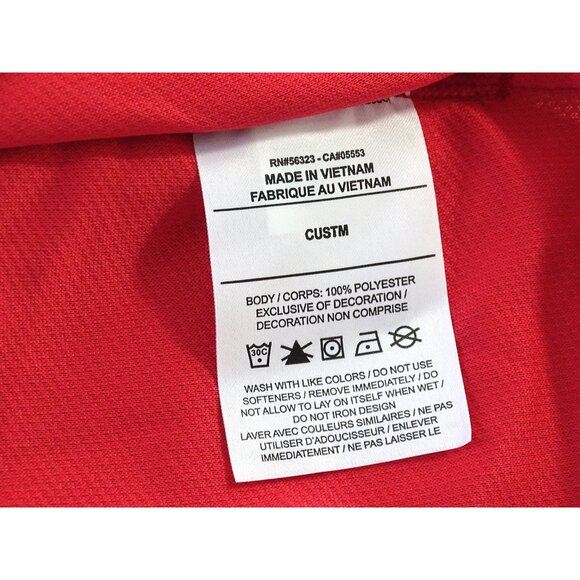 RN#56323 - CA#05553
MADE IN VIETNAM
FABRIQUE AU VIETNAM
CUSTM
BODY / CORPS: 100% POLYESTER
EXCLUSIVE OF DECORATION /
DECORATION NON COMPRISE
30C
WASH WITH LIKE COLORS / DO NOT USE
SOFTENERS / REMOVE IMMEDIATELY / DO
NOT ALLOW TO LAY ON ITSELF WHEN WET /
DO NOT IRON DESIGN
LAVER AVEC COULEURS SIMILAIRES / NE PAS
UTILISER D'ADOUCISSEUR / ENLEVER
IMMEDIATEMENT / NE PAS LAISSER LE